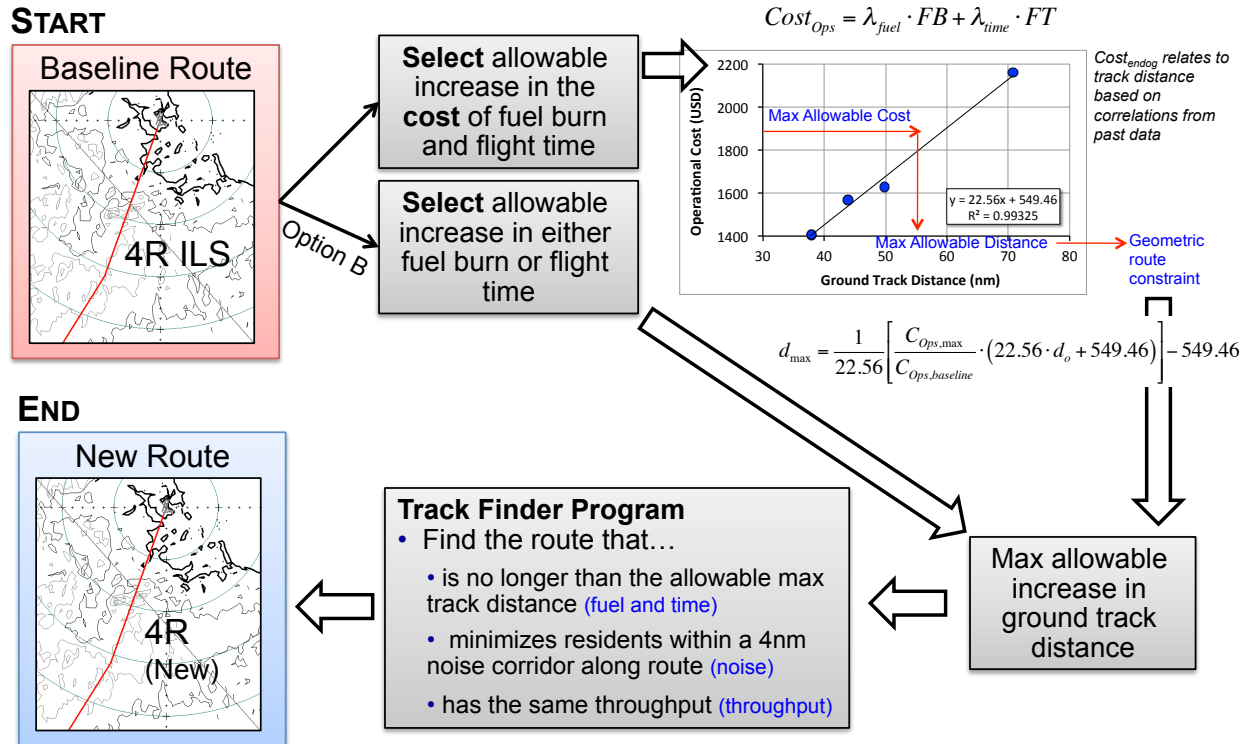 START
Baseline Route
4R ILS
Option B
Select allowable
increase in the
cost of fuel burn
and flight time
Select allowable
increase in either
fuel burn or flight
time
Cost_Ops = λ_fuel · FB + λ_time · FT
Operational Cost (USD)
2200
2000
1800
1600
1400
Max Allowable Cost
y = 22.56x + 549.46
R² = 0.99325
Max Allowable Distance
30 40 50 60 70 80
Ground Track Distance (nm)
Cost_endog relates to
track distance
based on
correlations from
past data
Geometric
route
constraint
d_max = 1/22.56 [C_Ops,max / C_Ops,baseline · (22.56 · d_o + 549.46)] − 549.46
Max allowable
increase in
ground track
distance
Track Finder Program
• Find the route that…
• is no longer than the allowable max
track distance (fuel and time)
• minimizes residents within a 4nm
noise corridor along route (noise)
• has the same throughput (throughput)
END
New Route
4R
(New)